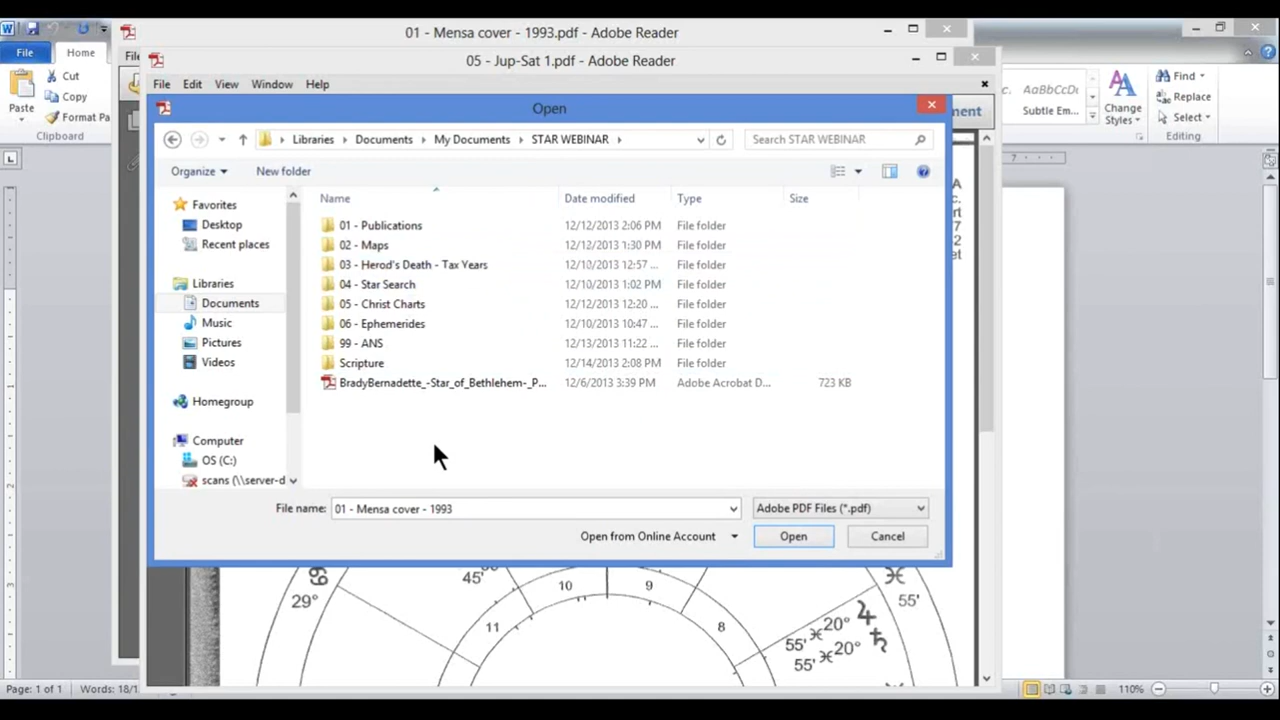 01 - Mensa cover - 1993.pdf - Adobe Reader
05 - Jup-Sat 1.pdf - Adobe Reader
File
Home
File Edit View Window Help
Cut
Copy
Format Pa
Paste
Clipboard
Open
Libraries Documents My Documents STAR WEBINAR
Search STAR WEBINAR
Organize New folder
AaBbCcDc
Subtle Em...
Change
Styles
Find
Replace
Select
Editing
ment
7
Favorites
Desktop
Recent places
Libraries
Documents
Music
Pictures
Videos
Homegroup
Computer
OS (C:)
scans (\\server-d
Name Date modified Type Size
01 - Publications 12/12/2013 2:06 PM File folder
02 - Maps 12/12/2013 1:30 PM File folder
03 - Herod's Death - Tax Years 12/10/2013 12:57 ... File folder
04 - Star Search 12/10/2013 1:02 PM File folder
05 - Christ Charts 12/12/2013 12:20 ... File folder
06 - Ephemerides 12/10/2013 10:47 ... File folder
99 - ANS 12/13/2013 11:22 ... File folder
Scripture 12/14/2013 2:08 PM File folder
BradyBernadette_-Star_of_Bethlehem-_P... 12/6/2013 3:39 PM Adobe Acrobat D... 723 KB
A
c.
rt
7
2
et
File name: 01 - Mensa cover - 1993 Adobe PDF Files (*.pdf)
Open from Online Account Open Cancel
45' 10 9 ♓
♋ 29° 55'
11 8
55' ♓ 20° ♃
55' ♓ 20° ♄
Page: 1 of 1 Words: 18/1 110%